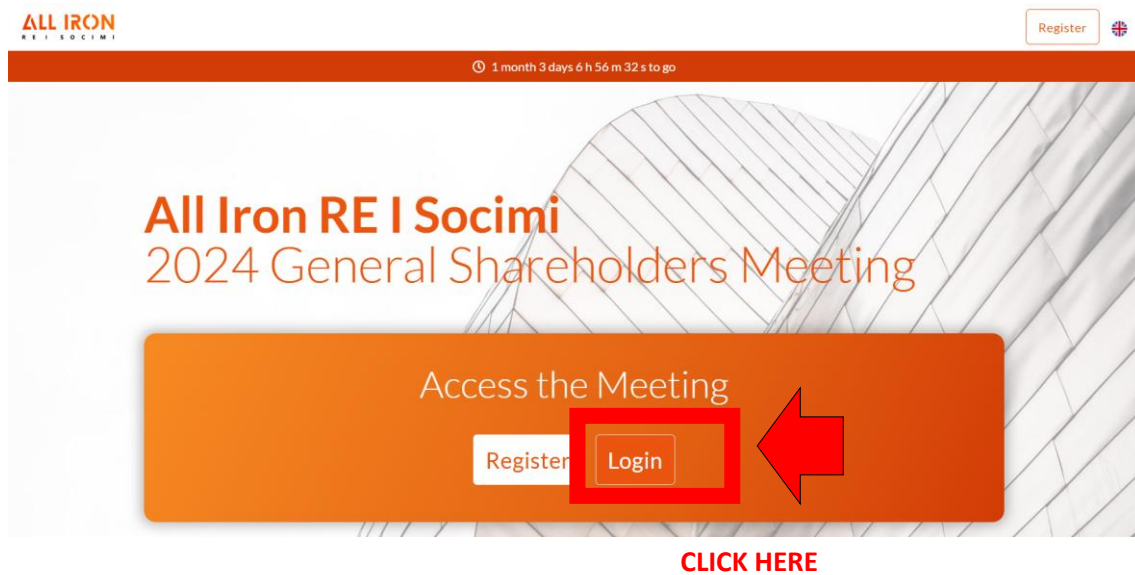 ALL IRON
REI SOCIMI
Register
1 month 3 days 6 h 56 m 32 s to go
All Iron RE I Socimi
2024 General Shareholders Meeting
Access the Meeting
Register
Login
CLICK HERE